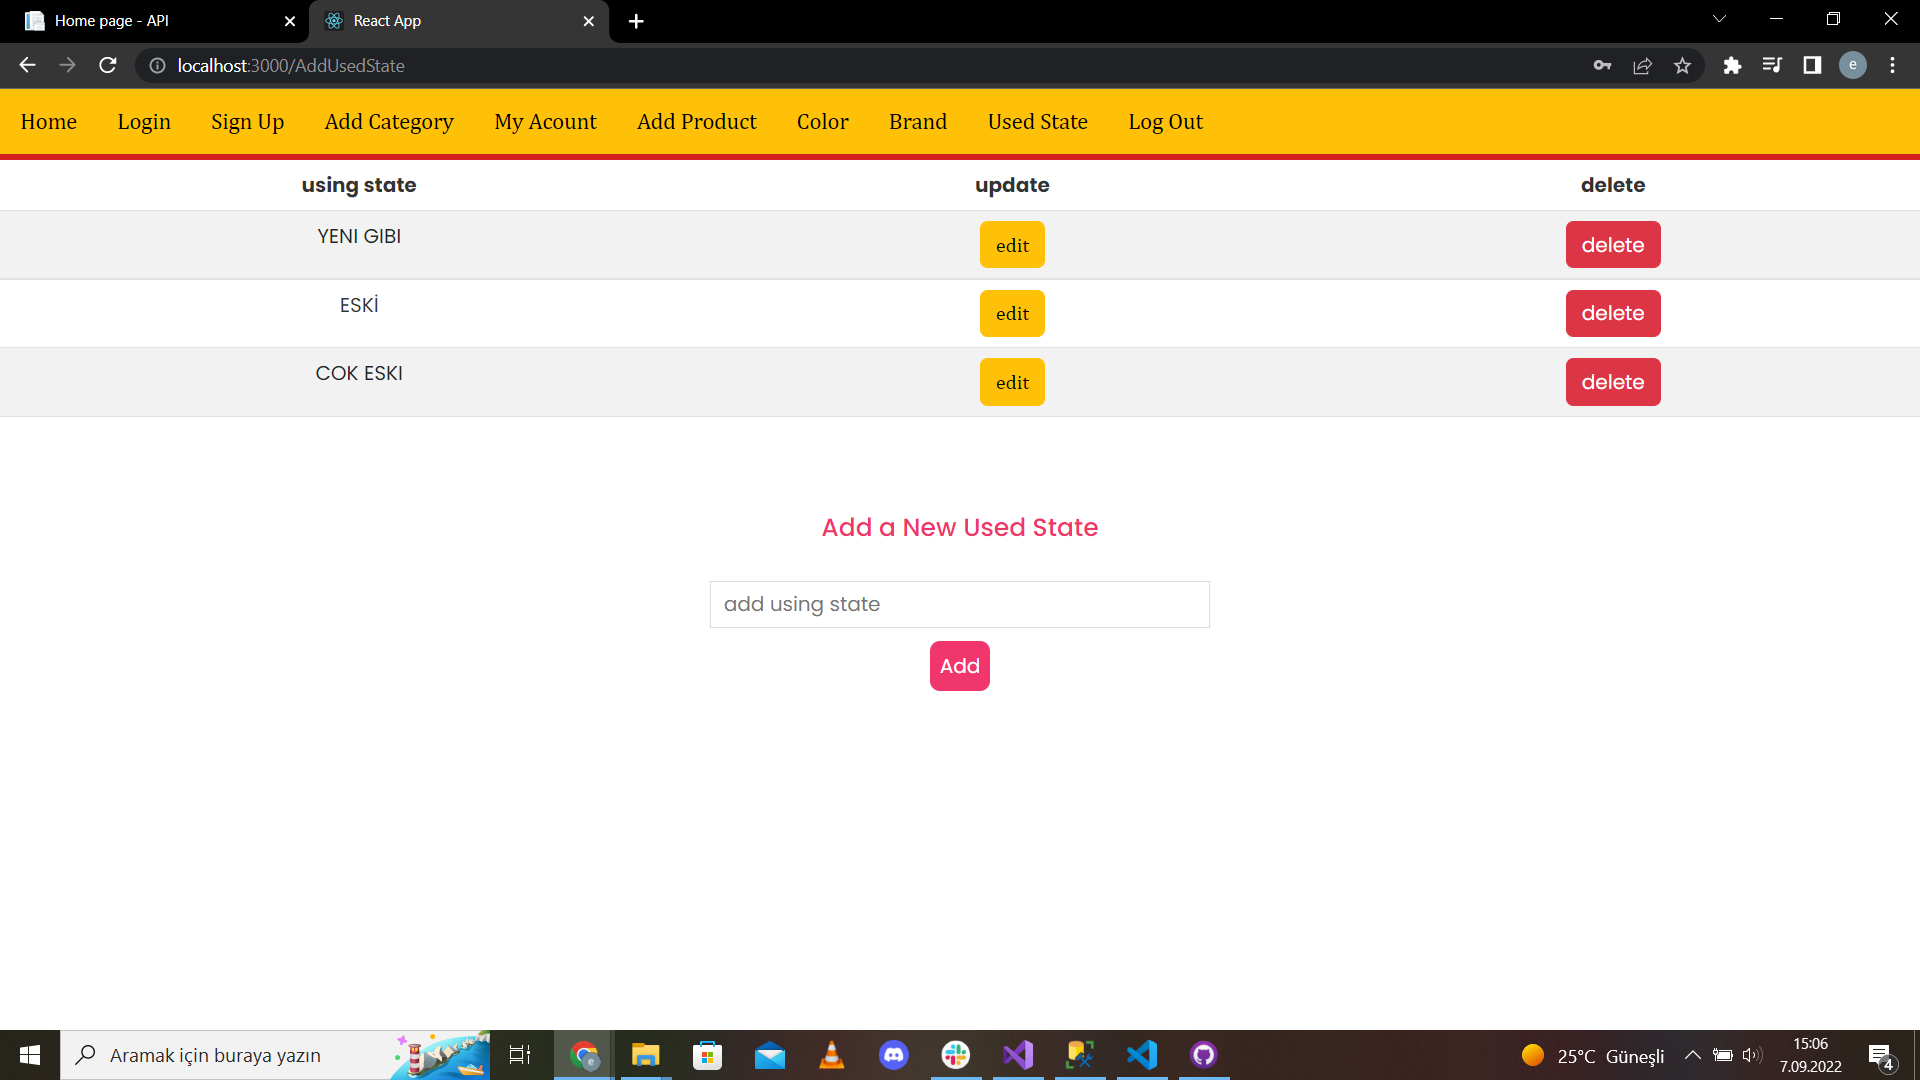 Home page - API
React App
localhost:3000/AddUsedState
e
Home Login Sign Up Add Category My Acount Add Product Color Brand Used State Log Out
using state update delete
YENI GIBI edit delete
ESKİ edit delete
COK ESKI edit delete
Add a New Used State
add using state
Add
Aramak için buraya yazın
e
25°C Güneşli
15:06
7.09.2022
4